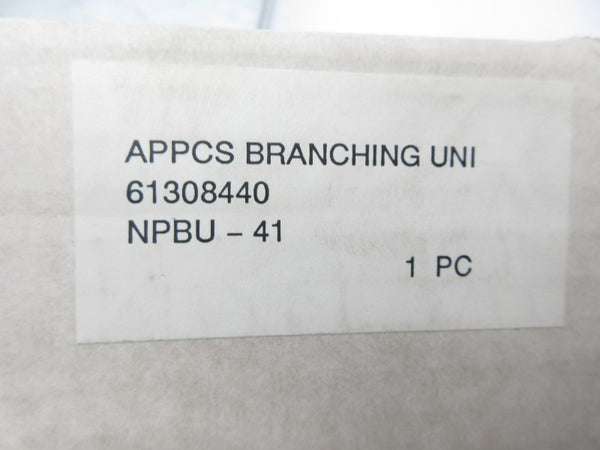 APPCS BRANCHING UNI
61308440
NPBU – 41
1 PC